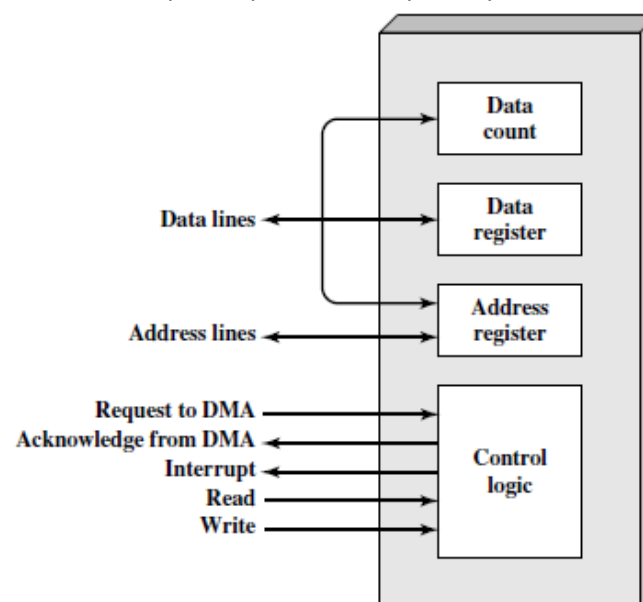 Data
count
Data lines
Data
register
Address lines
Address
register
Request to DMA
Acknowledge from DMA
Interrupt
Read
Write
Control
logic